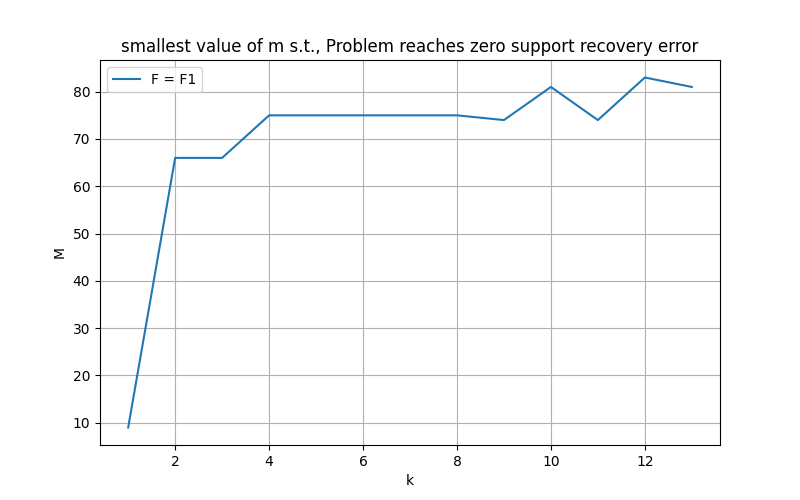 smallest value of m s.t., Problem reaches zero support recovery error
F = F1
80
70
60
50
40
30
20
10
M
2 4 6 8 10 12
k